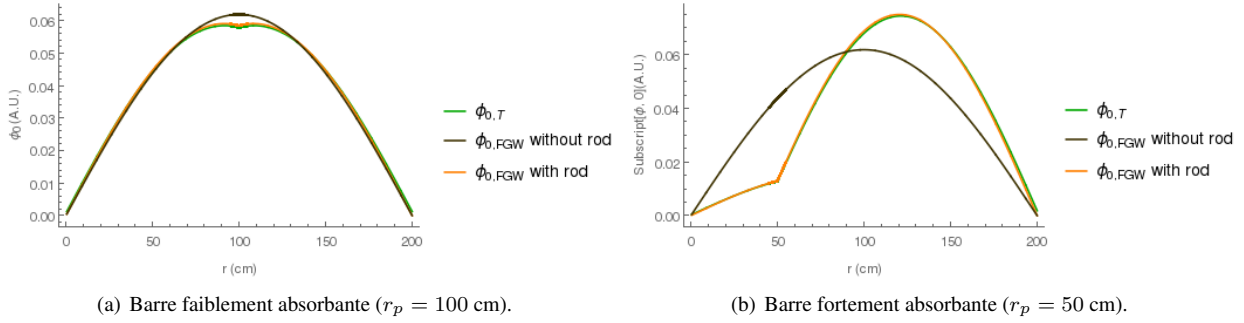 0.06
0.05
0.04
0.03
0.02
0.01
0.00
ϕ₀ (A.U.)
0 50 100 150 200
r (cm)
ϕ₀,T
ϕ₀,FGW without rod
ϕ₀,FGW with rod
(a) Barre faiblement absorbante (rₚ = 100 cm).
0.06
0.04
0.02
0.00
Subscript[ϕ, 0](A.U.)
0 50 100 150 200
r (cm)
ϕ₀,T
ϕ₀,FGW without rod
ϕ₀,FGW with rod
(b) Barre fortement absorbante (rₚ = 50 cm).